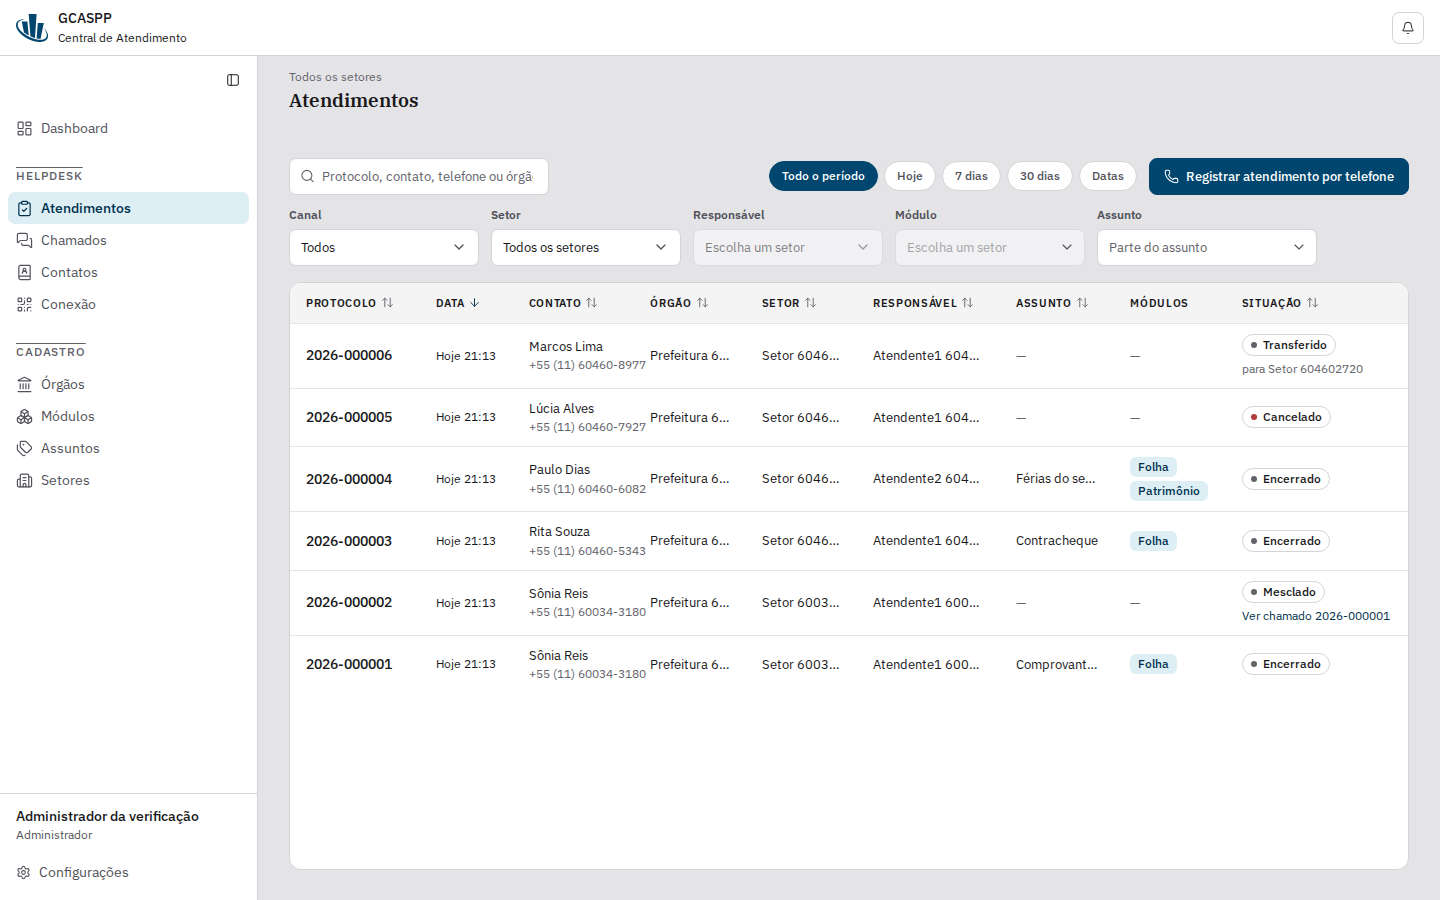 GCASPP
Central de Atendimento
Dashboard
HELPDESK
Atendimentos
Chamados
Contatos
Conexão
CADASTRO
Órgãos
Módulos
Assuntos
Setores
Administrador da verificação
Administrador
Configurações
Todos os setores
Atendimentos
Protocolo, contato, telefone ou órgã
Todo o período Hoje 7 dias 30 dias Datas Registrar atendimento por telefone
Canal Setor Responsável Módulo Assunto
Todos Todos os setores Escolha um setor Escolha um setor Parte do assunto
PROTOCOLO DATA CONTATO ÓRGÃO SETOR RESPONSÁVEL ASSUNTO MÓDULOS SITUAÇÃO
2026-000006 Hoje 21:13 Marcos Lima Prefeitura 6... Setor 6046... Atendente1 604... — — Transferido
+55 (11) 60460-8977 para Setor 604602720
2026-000005 Hoje 21:13 Lúcia Alves Prefeitura 6... Setor 6046... Atendente1 604... — — Cancelado
+55 (11) 60460-7927
2026-000004 Hoje 21:13 Paulo Dias Prefeitura 6... Setor 6046... Atendente2 604... Férias do se... Folha Encerrado
+55 (11) 60460-6082 Patrimônio
2026-000003 Hoje 21:13 Rita Souza Prefeitura 6... Setor 6046... Atendente1 604... Contracheque Folha Encerrado
+55 (11) 60460-5343
2026-000002 Hoje 21:13 Sônia Reis Prefeitura 6... Setor 6003... Atendente1 600... — — Mesclado
+55 (11) 60034-3180 Ver chamado 2026-000001
2026-000001 Hoje 21:13 Sônia Reis Prefeitura 6... Setor 6003... Atendente1 600... Comprovant... Folha Encerrado
+55 (11) 60034-3180